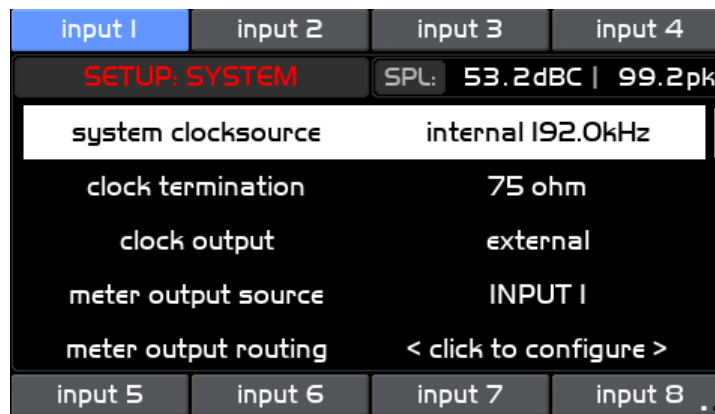 input 1 input 2 input 3 input 4
SETUP: SYSTEM SPL: 53.2dBC | 99.2pk
system clocksource internal 192.0kHz
clock termination 75 ohm
clock output external
meter output source INPUT 1
meter output routing < click to configure >
input 5 input 6 input 7 input 8